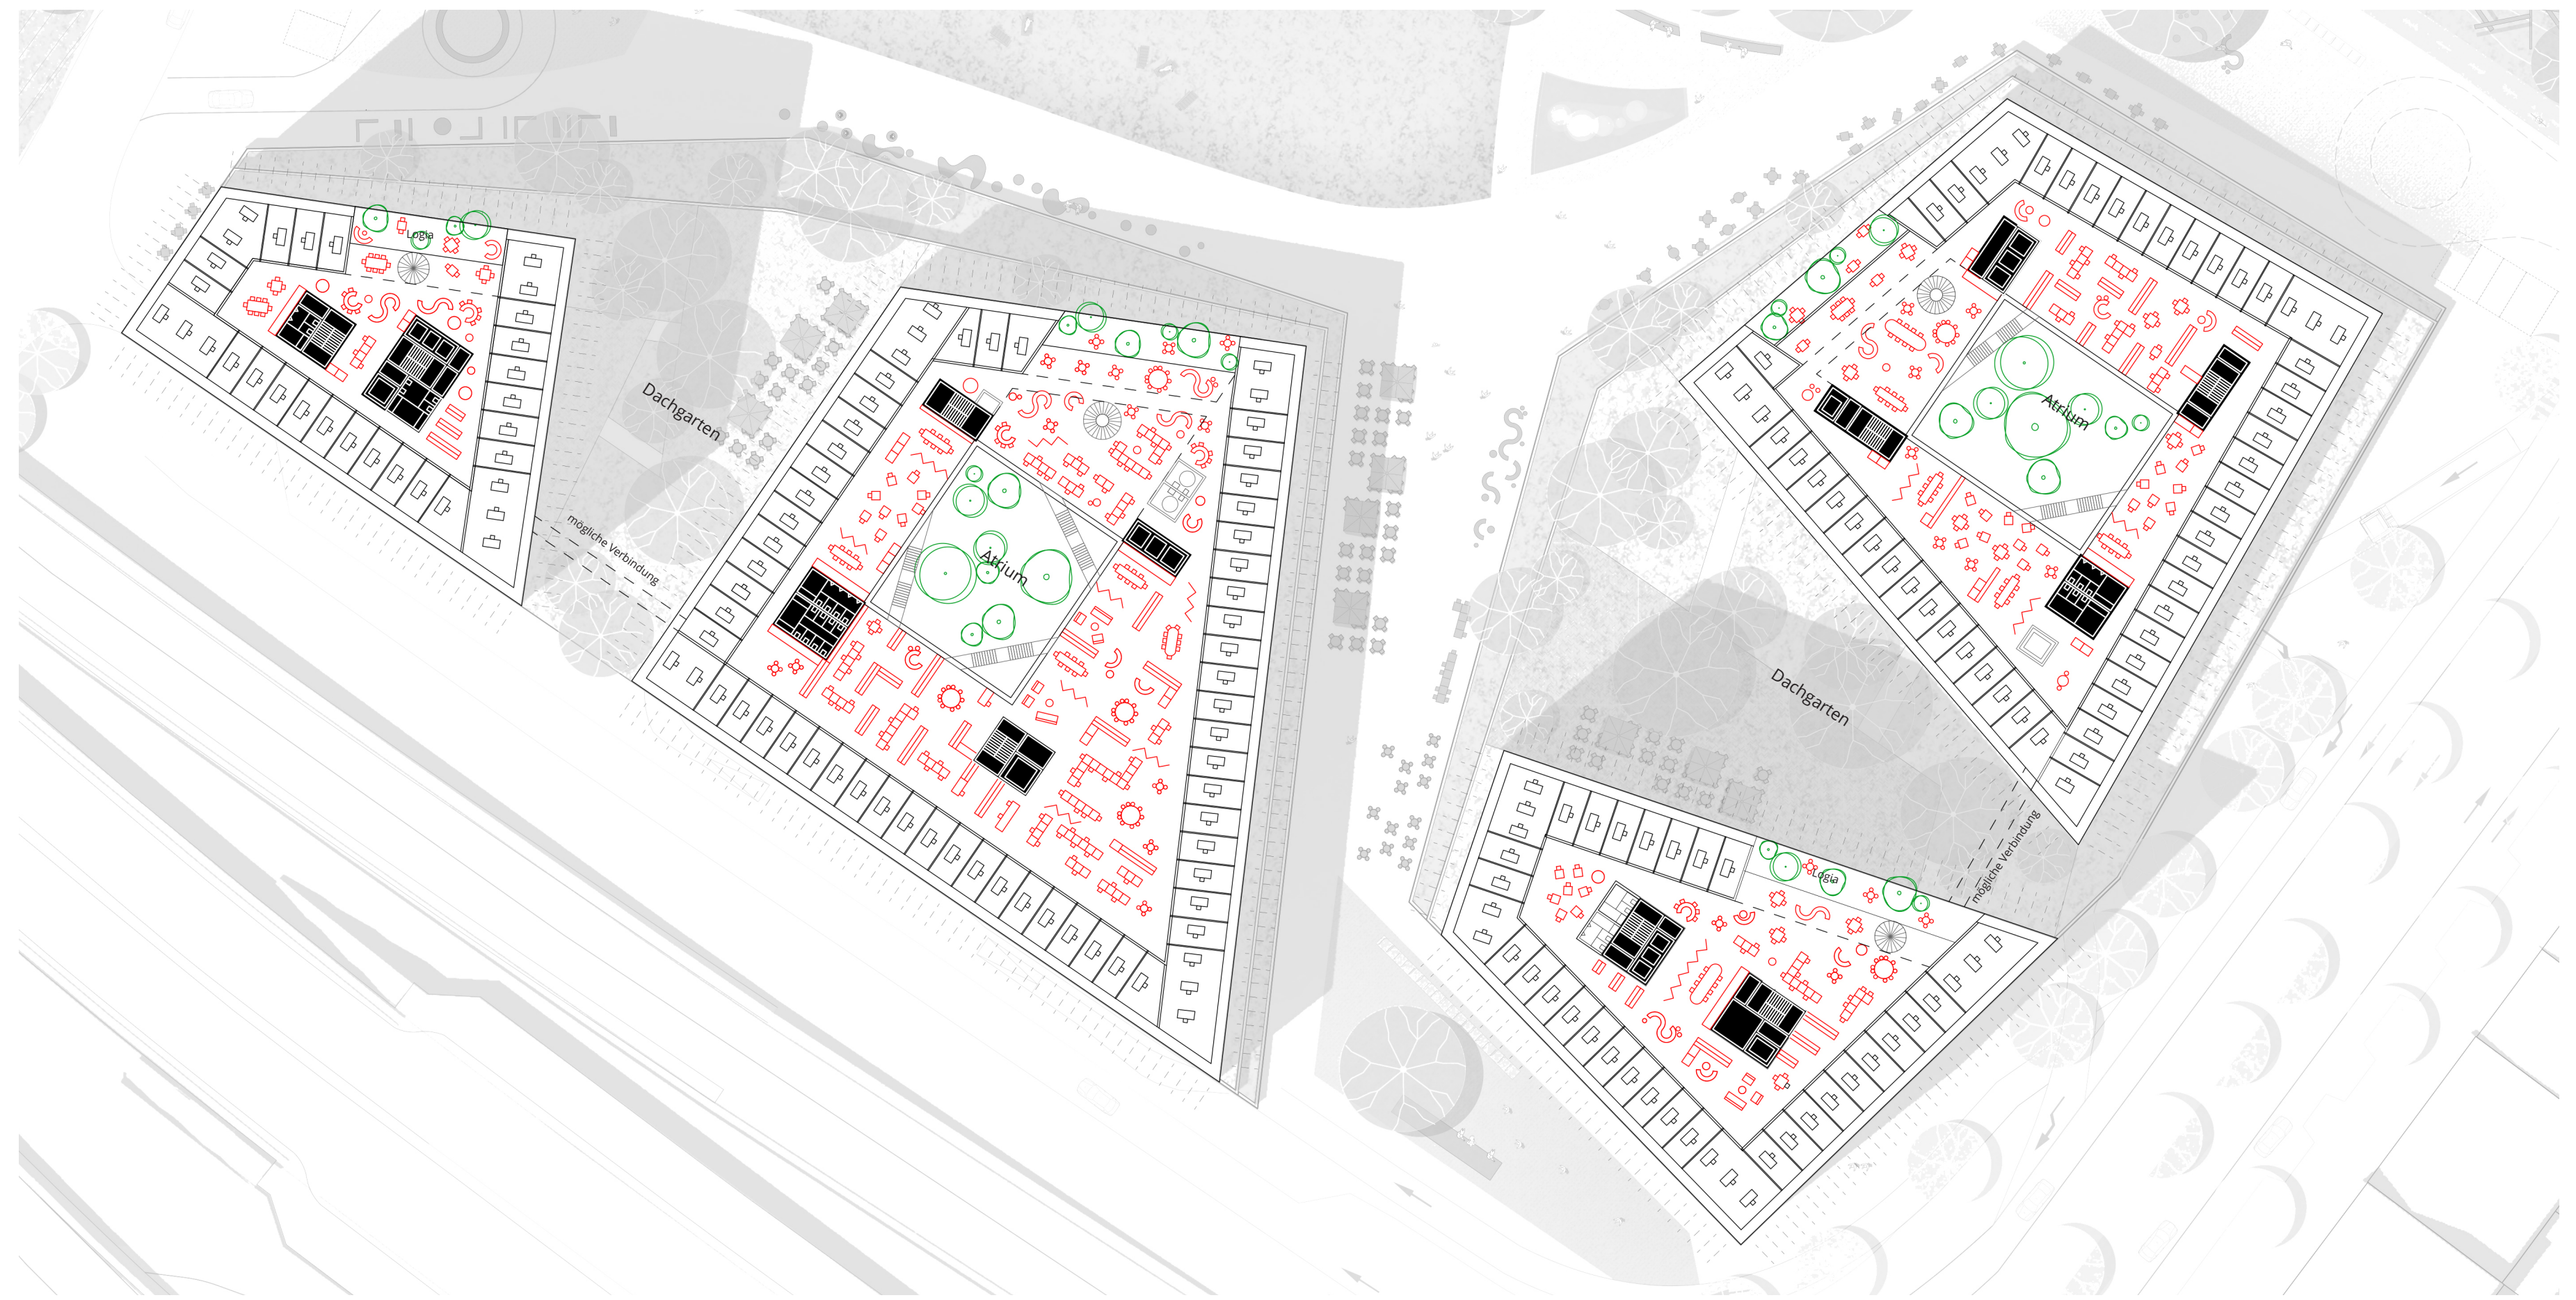 Logia
Dachgarten
mögliche Verbindung
Atrium
Atrium
Dachgarten
mögliche Verbindung
Logia